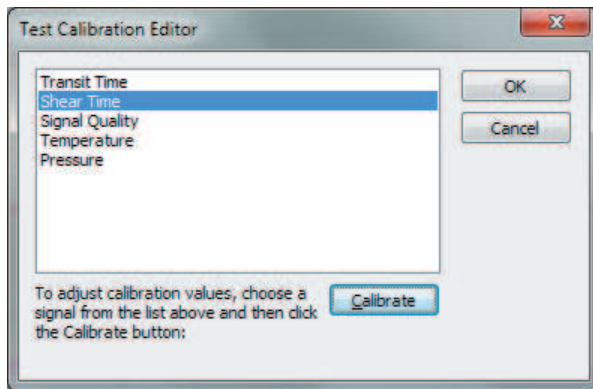 Test Calibration Editor
Transit Time
Shear Time
Signal Quality
Temperature
Pressure
OK
Cancel
To adjust calibration values, choose a
signal from the list above and then click
the Calibrate button:
Calibrate